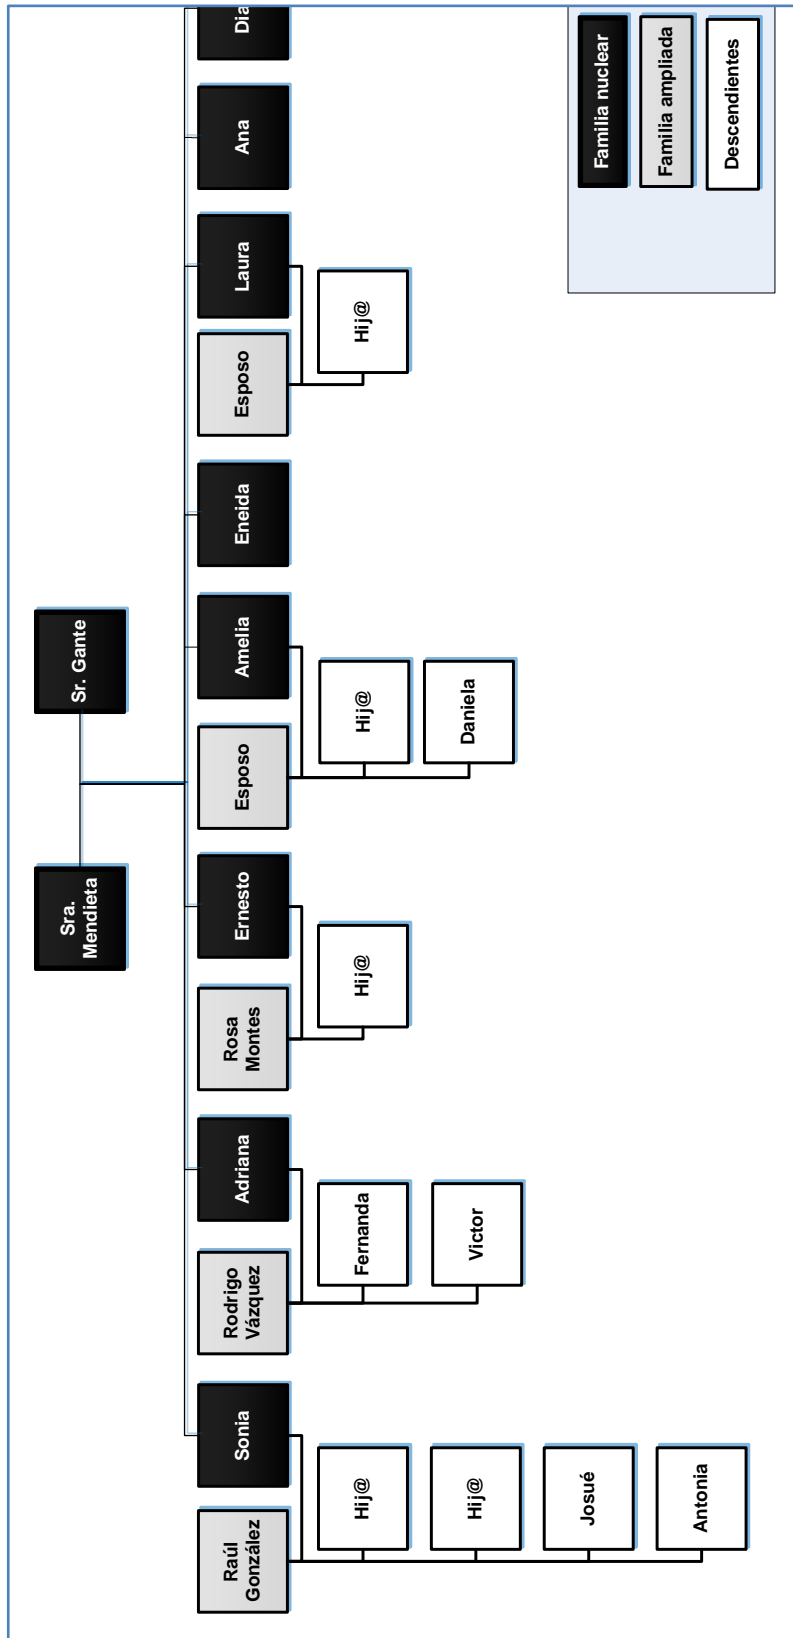 Sra.
Mendieta
Sr. Gante
Raúl
González
Sonia
Rodrigo
Vázquez
Adriana
Rosa
Montes
Ernesto
Esposo
Amelia
Eneida
Esposo
Laura
Ana
Hij@
Fernanda
Hij@
Hij@
Hij@
Hij@
Victor
Daniela
Josué
Antonia
Familia nuclear
Familia ampliada
Descendientes